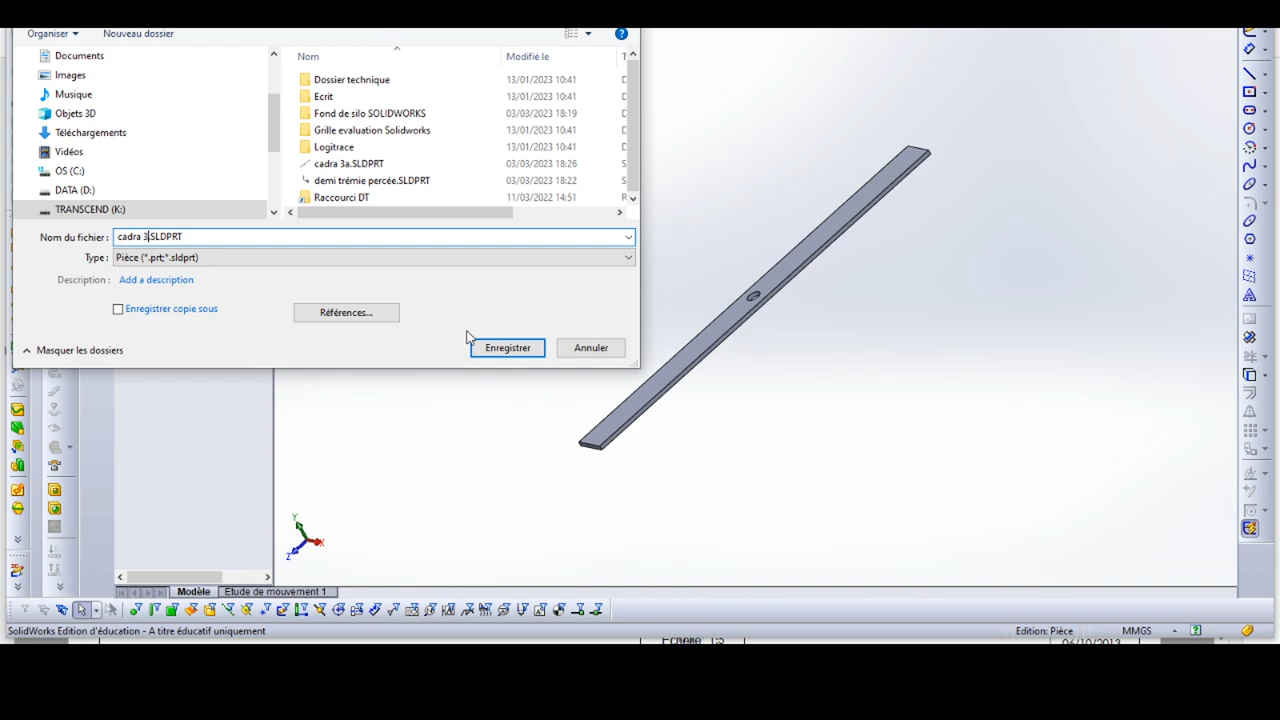 Organiser Nouveau dossier
Nom Modifié le T
Documents
Images
Musique
Objets 3D
Téléchargements
Vidéos
OS (C:)
DATA (D:)
TRANSCEND (K:)
Dossier technique 13/01/2023 10:41 D
Ecrit 13/01/2023 10:41 D
Fond de silo SOLIDWORKS 03/03/2023 18:19 D
Grille evaluation Solidworks 13/01/2023 10:41 D
Logitrace 13/01/2023 10:41 D
cadra 3a.SLDPRT 03/03/2023 18:26 S
demi trémie percée.SLDPRT 03/03/2023 18:22 S
Raccourci DT 11/03/2022 14:51 R
Nom du fichier : cadra 3.SLDPRT
Type : Pièce (*.prt;*.sldprt)
Description : Add a description
Enregistrer copie sous
Références...
Masquer les dossiers
Enregistrer Annuler
Y
X
Z
Modèle Etude de mouvement 1
SolidWorks Edition d'éducation - A titre éducatif uniquement Edition: Pièce MMGS